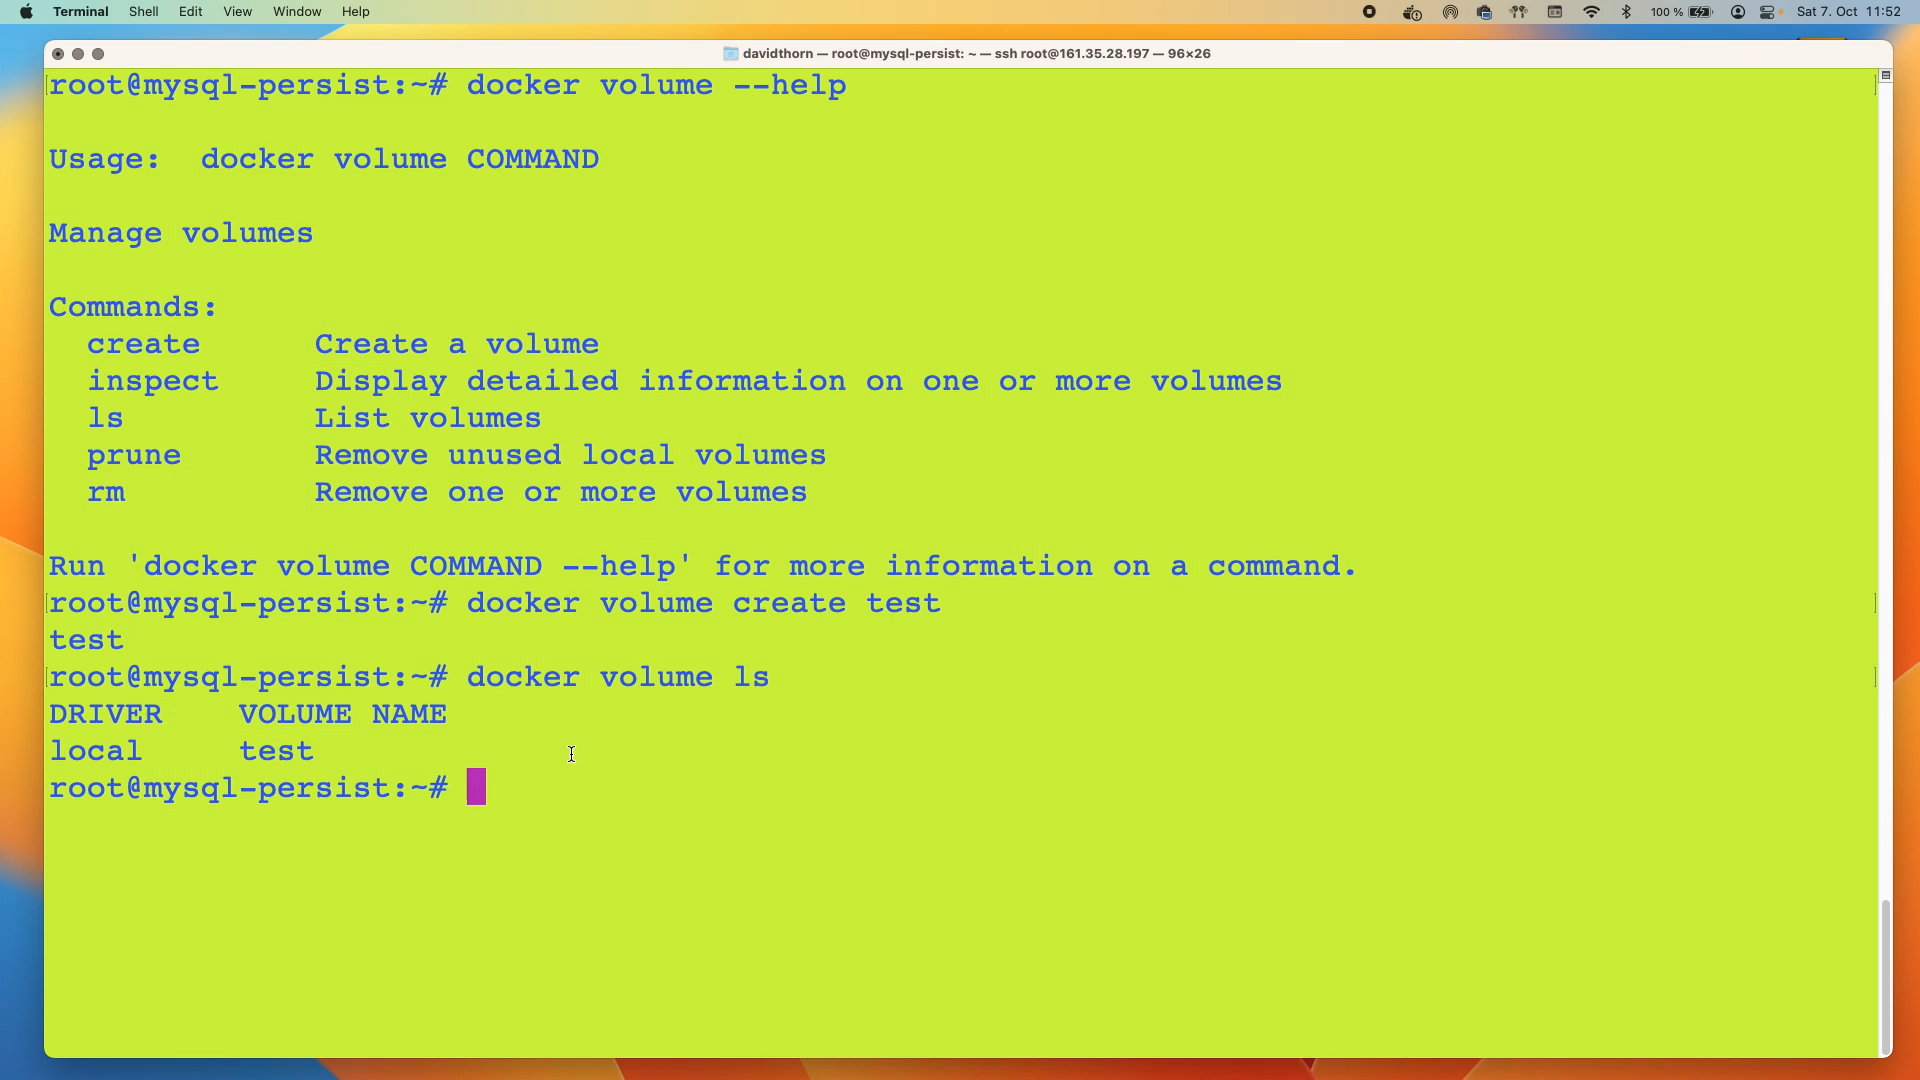 Terminal Shell Edit View Window Help 100 % Sat 7. Oct 11:52
davidthorn — root@mysql-persist: ~ — ssh root@161.35.28.197 — 96×26
root@mysql-persist:~# docker volume --help
Usage:  docker volume COMMAND
Manage volumes
Commands:
  create      Create a volume
  inspect     Display detailed information on one or more volumes
  ls          List volumes
  prune       Remove unused local volumes
  rm          Remove one or more volumes
Run 'docker volume COMMAND --help' for more information on a command.
root@mysql-persist:~# docker volume create test
test
root@mysql-persist:~# docker volume ls
DRIVER    VOLUME NAME
local     test
root@mysql-persist:~#